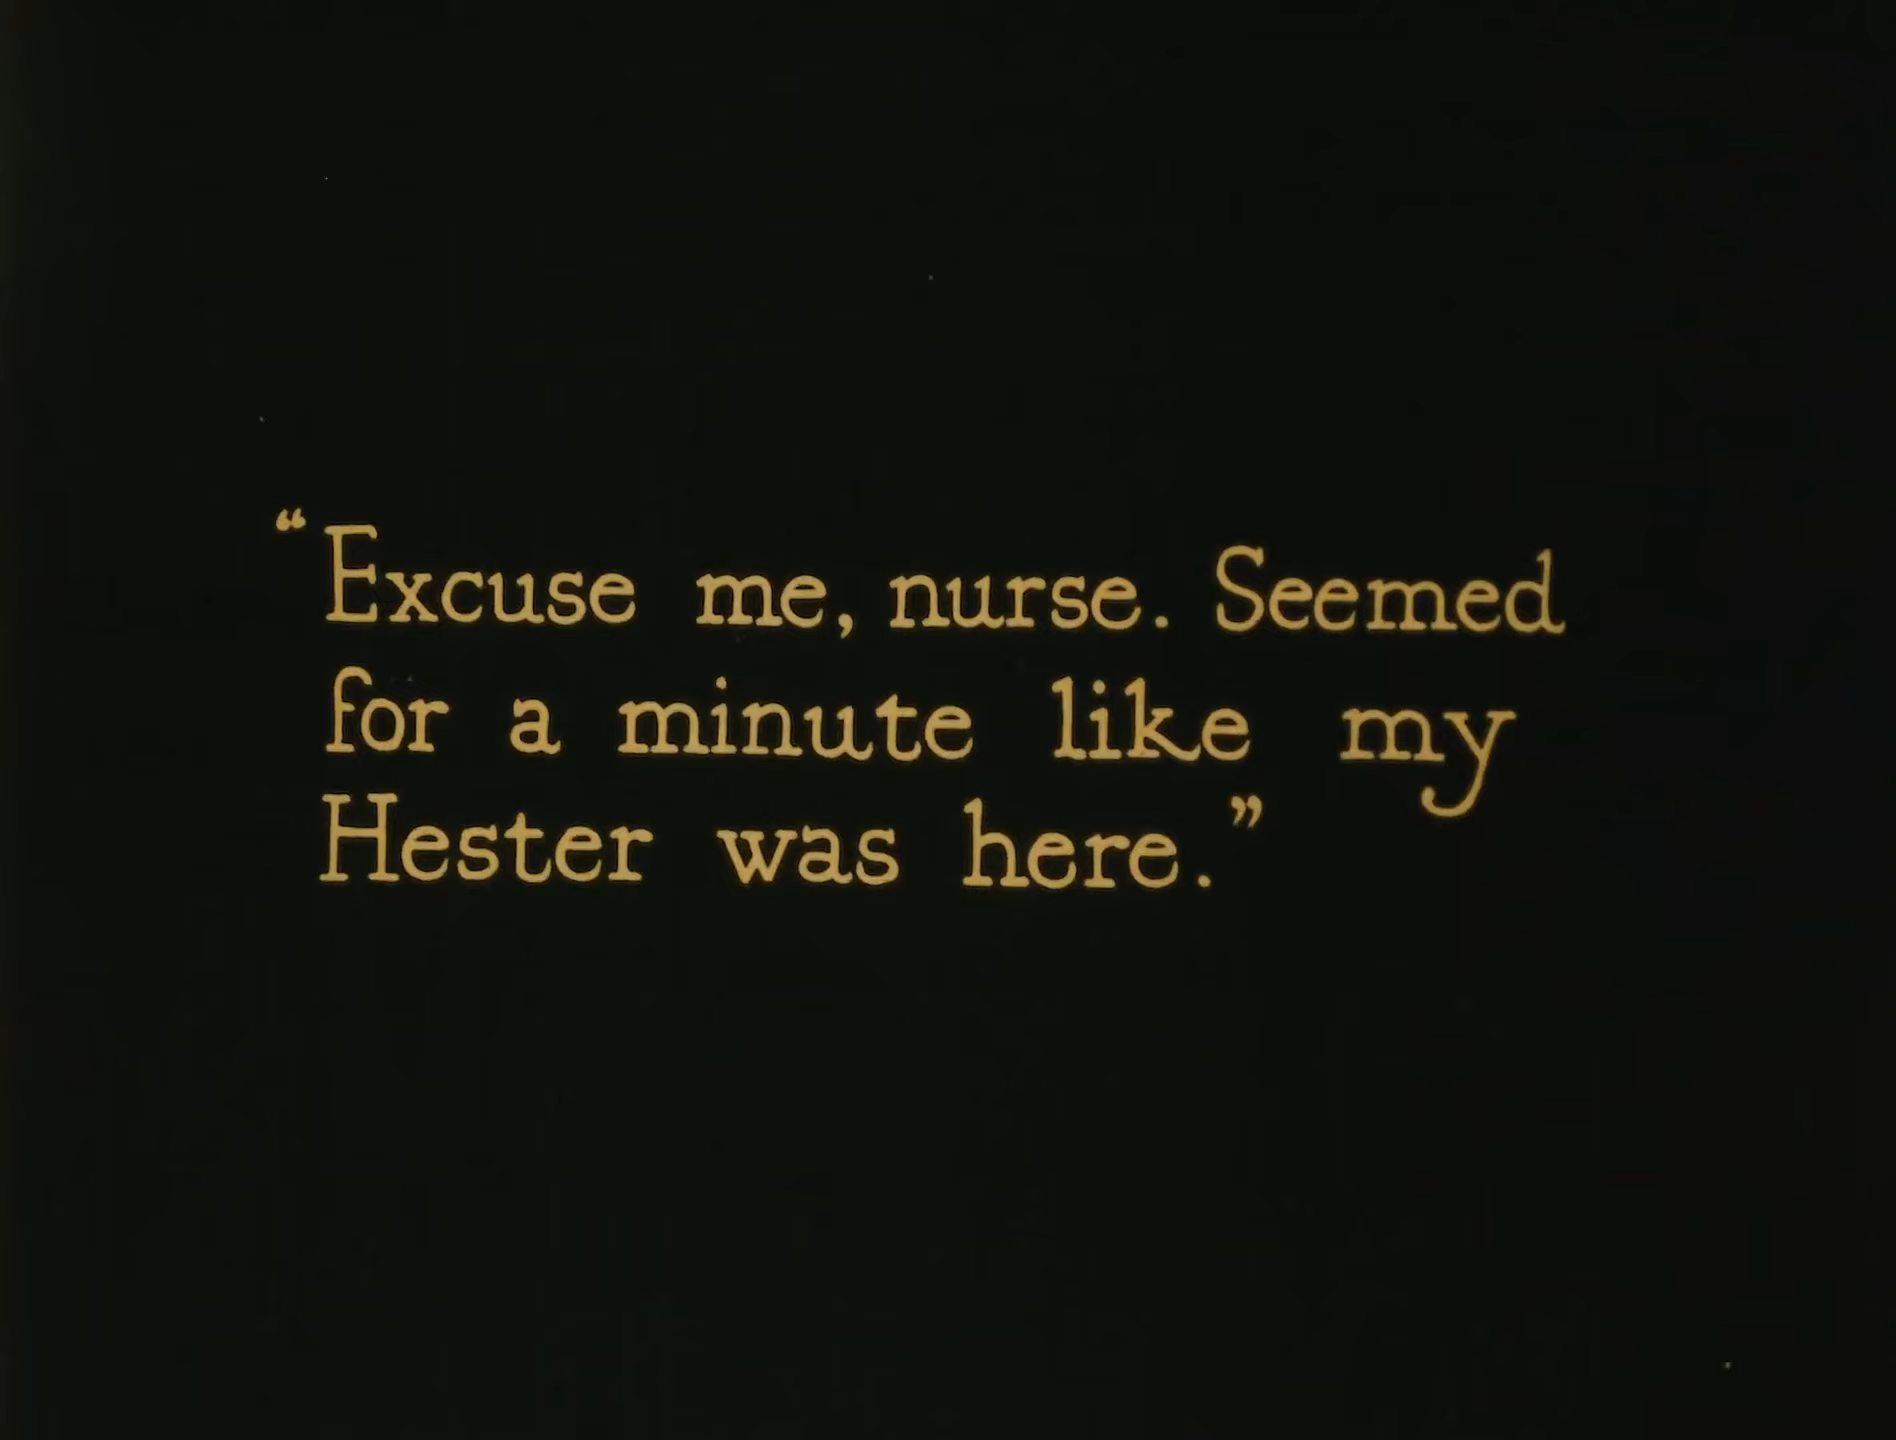 “Excuse me, nurse. Seemed
for a minute like my
Hester was here.”